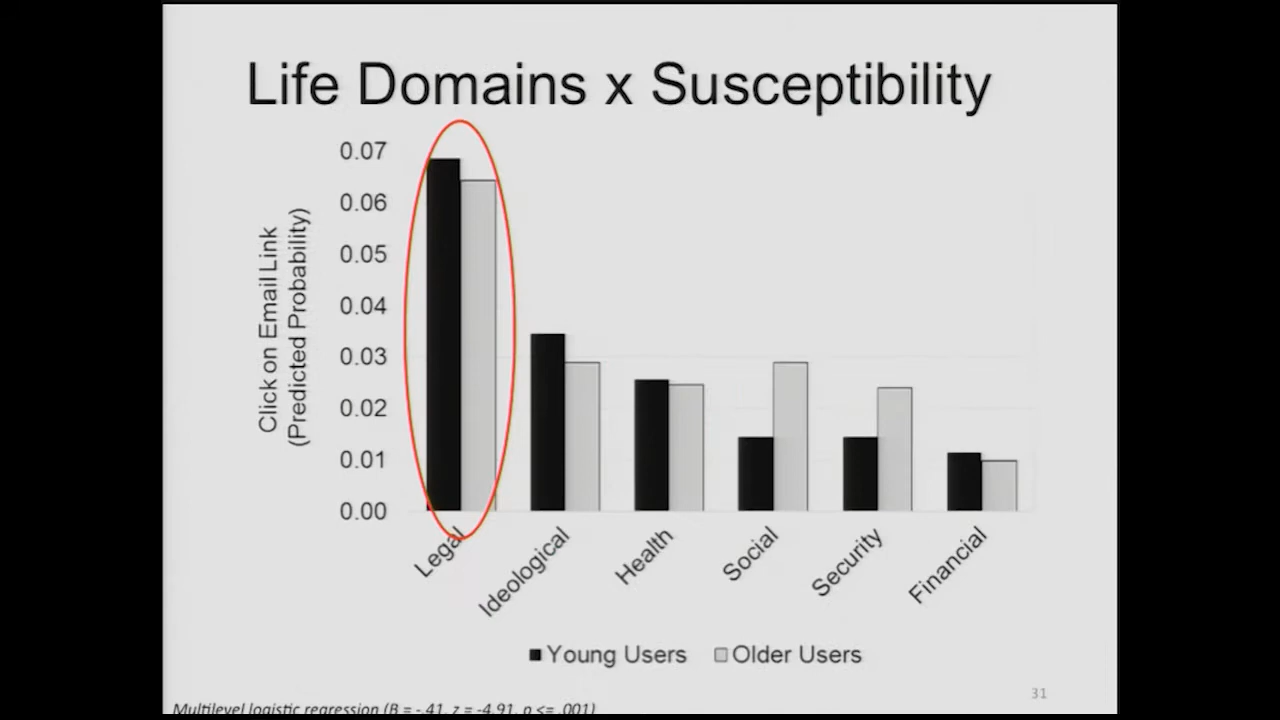 Life Domains x Susceptibility
Click on Email Link
(Predicted Probability)
0.07
0.06
0.05
0.04
0.03
0.02
0.01
0.00
Legal
Ideological
Health
Social
Security
Financial
Young Users
Older Users
31
Multilevel logistic regression (B = -.41, z = -4.91, p <= .001)